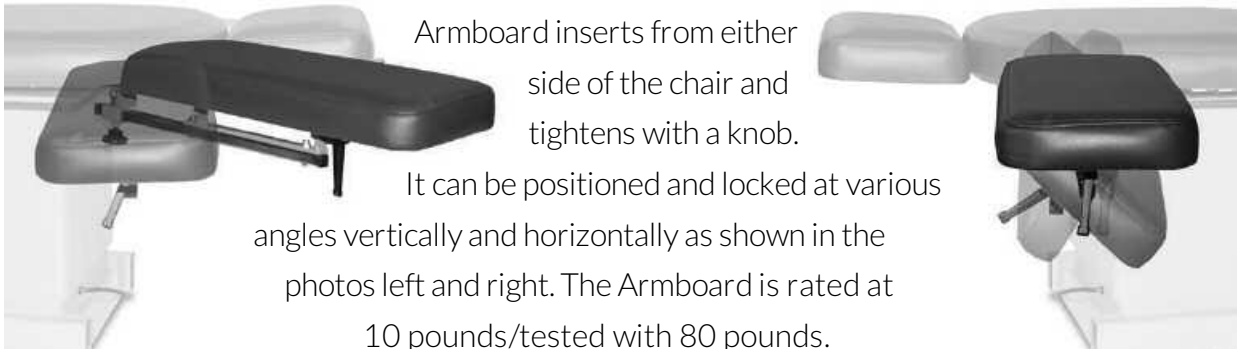 Armboard inserts from either
side of the chair and
tightens with a knob.
It can be positioned and locked at various
angles vertically and horizontally as shown in the
photos left and right. The Armboard is rated at
10 pounds/tested with 80 pounds.